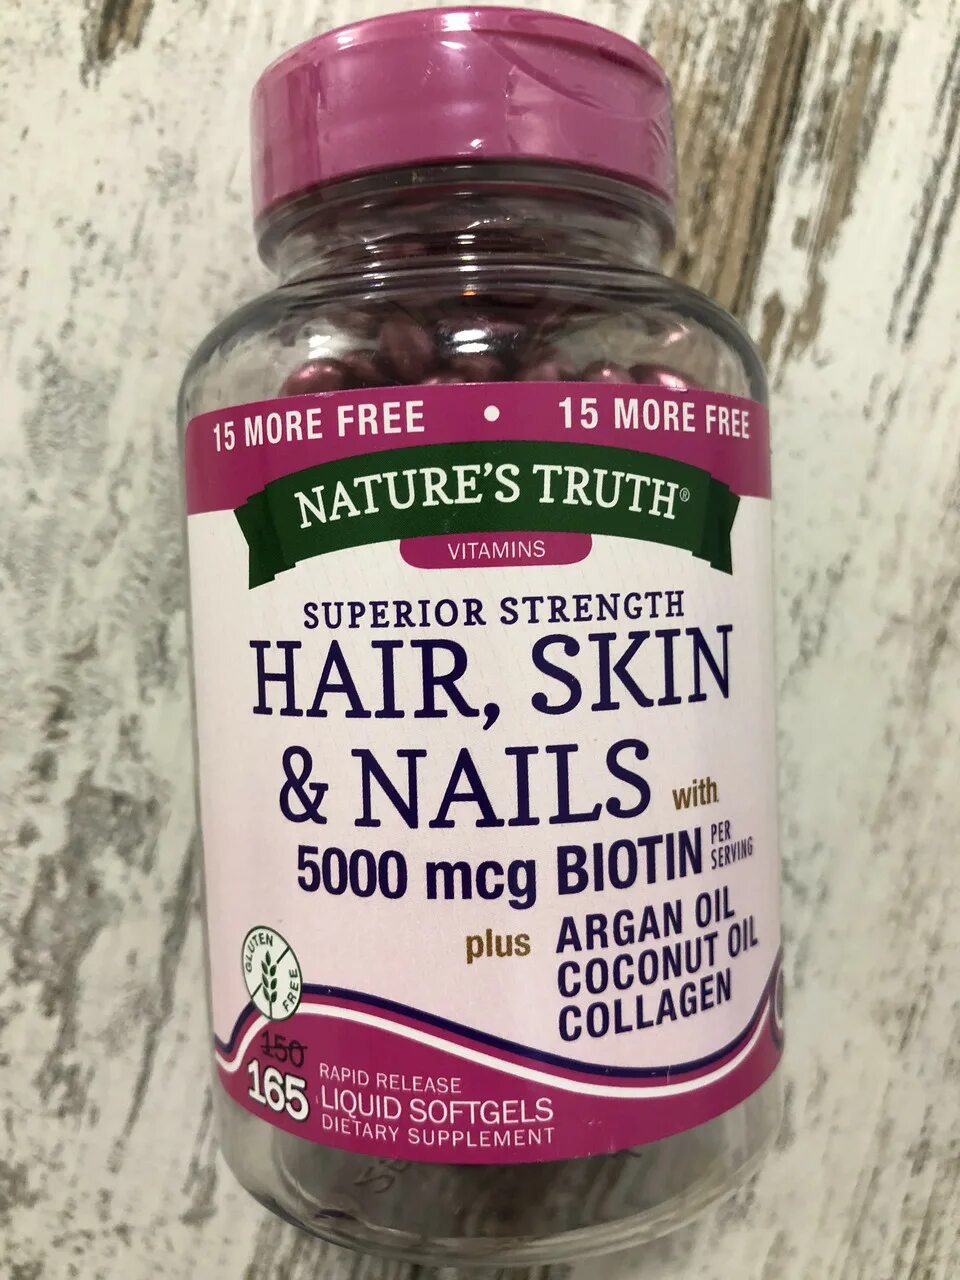 15 MORE FREE • 15 MORE FREE
NATURE'S TRUTH®
VITAMINS
SUPERIOR STRENGTH
HAIR, SKIN
& NAILS with
5000 mcg BIOTIN PER SERVING
plus ARGAN OIL
COCONUT OIL
COLLAGEN
GLUTEN FREE
150
165 RAPID RELEASE
LIQUID SOFTGELS
DIETARY SUPPLEMENT